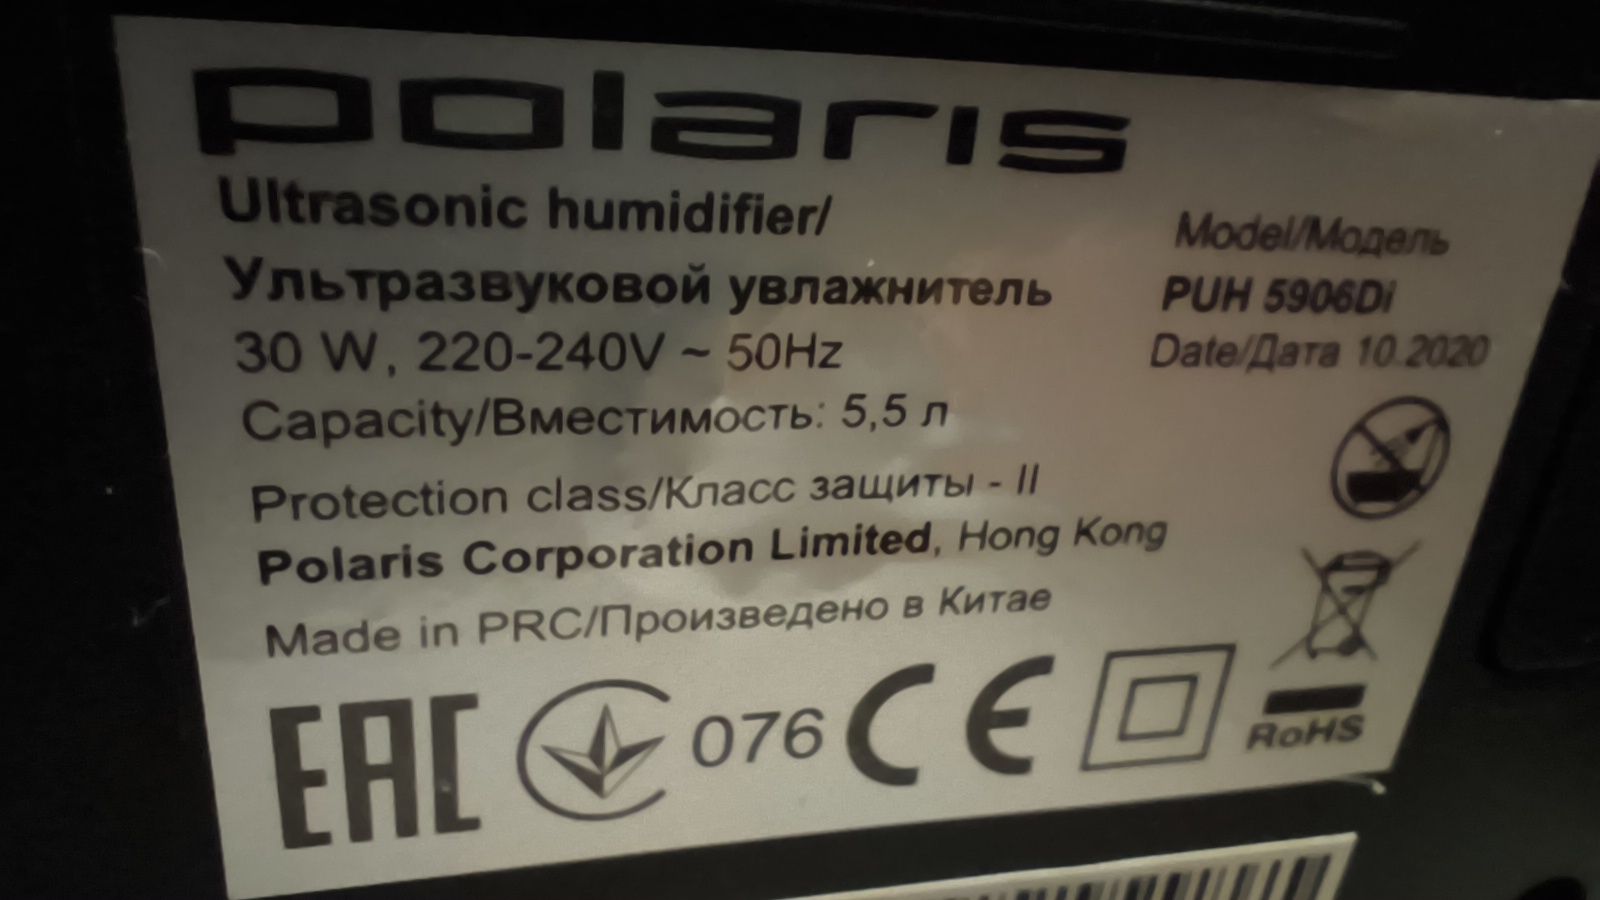 polaris
Ultrasonic humidifier/
Ультразвуковой увлажнитель
30 W, 220-240V ~ 50Hz
Capacity/Вместимость: 5,5 л
Protection class/Класс защиты - II
Polaris Corporation Limited, Hong Kong
Made in PRC/Произведено в Китае
Model/Модель
PUH 5906Di
Date/Дата 10.2020
EAC
076
CE
RoHS